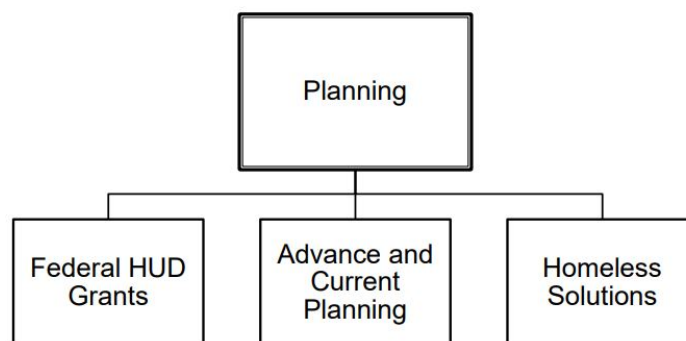 Planning
Federal HUD
Grants
Advance and
Current
Planning
Homeless
Solutions